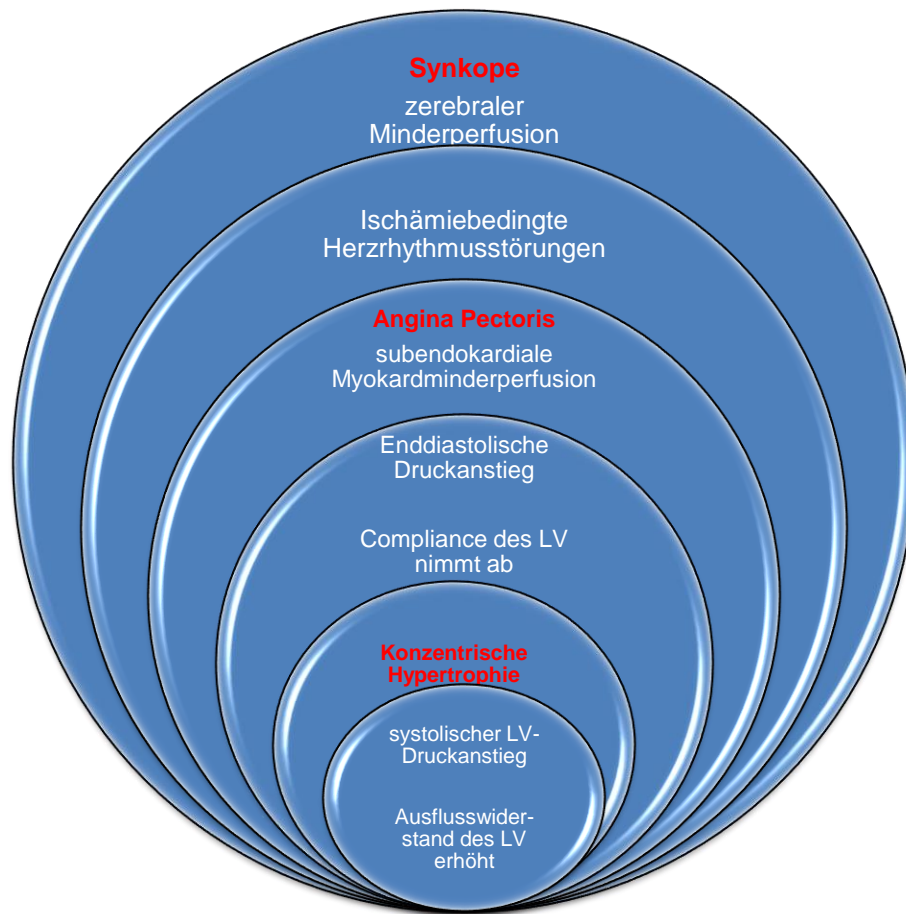 Synkope
zerebraler
Minderperfusion
Ischämiebedingte
Herzrhythmusstörungen
Angina Pectoris
subendokardiale
Myokardminderperfusion
Enddiastolische
Druckanstieg
Compliance des LV
nimmt ab
Konzentrische
Hypertrophie
systolischer LV-
Druckanstieg
Ausflusswider-
stand des LV
erhöht